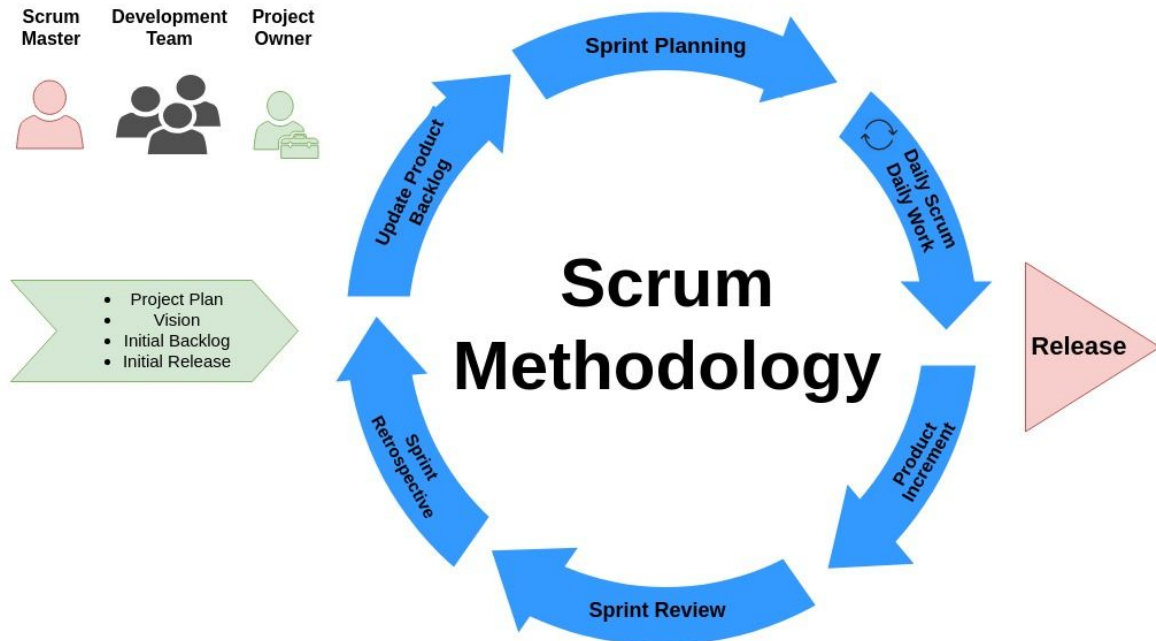 Scrum
Master
Development
Team
Project
Owner
Sprint Planning
Daily Scrum
Daily Work
Update Product
Backlog
Scrum
Methodology
Project Plan
Vision
Initial Backlog
Initial Release
Release
Product
Increment
Sprint
Retrospective
Sprint Review